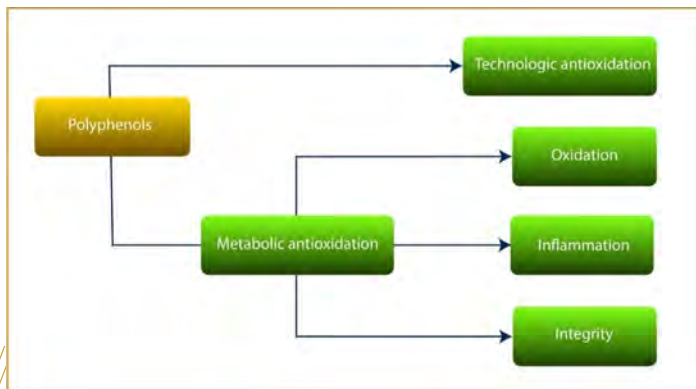 Technologic antioxidation
Polyphenols
Oxidation
Metabolic antioxidation
Inflammation
Integrity